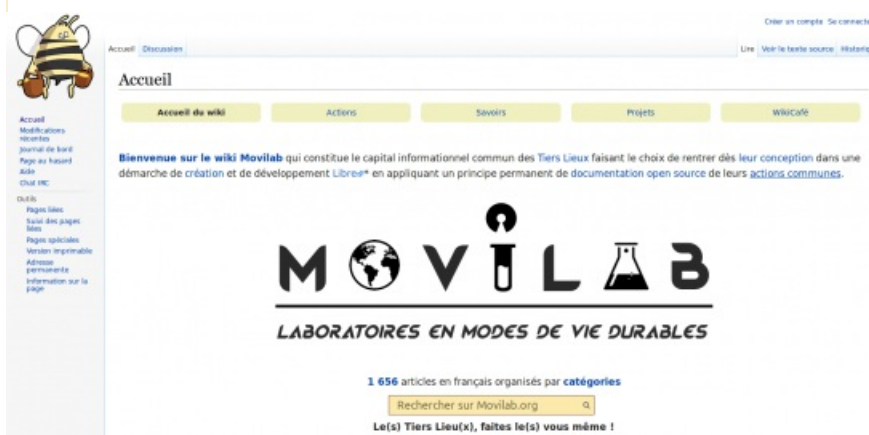 Créer un compte Se connecte
Accueil Discussion
Lire Voir le texte source Historiq
Accueil
Accueil du wiki Actions Savoirs Projets WikiCafé
Accueil
Modifications
récentes
Journal de bord
Page au hasard
Aide
Chat IRC
Outils
Pages liées
Suivi des pages
liées
Pages spéciales
Version imprimable
Adresse
permanente
Information sur la
page
Bienvenue sur le wiki Movilab qui constitue le capital informationnel commun des Tiers Lieux faisant le choix de rentrer dès leur conception dans une
démarche de création et de développement Libre* en appliquant un principe permanent de documentation open source de leurs actions communes.
MOVILAB
LABORATOIRES EN MODES DE VIE DURABLES
1 656 articles en français organisés par catégories
Rechercher sur Movilab.org
Le(s) Tiers Lieu(x), faites le(s) vous même !